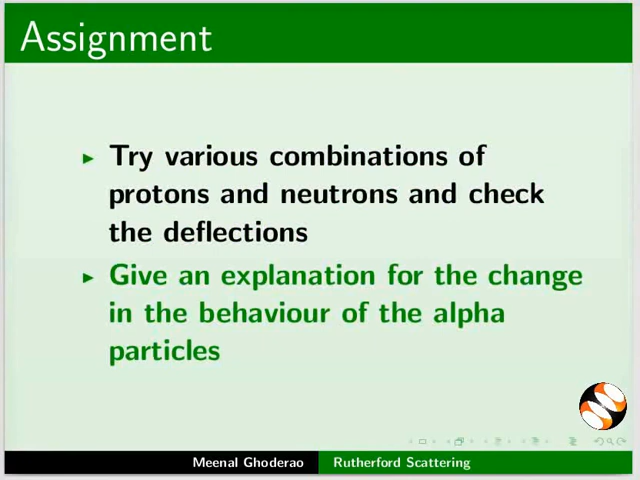 Assignment
Try various combinations of
protons and neutrons and check
the deflections
Give an explanation for the change
in the behaviour of the alpha
particles
Meenal Ghoderao Rutherford Scattering